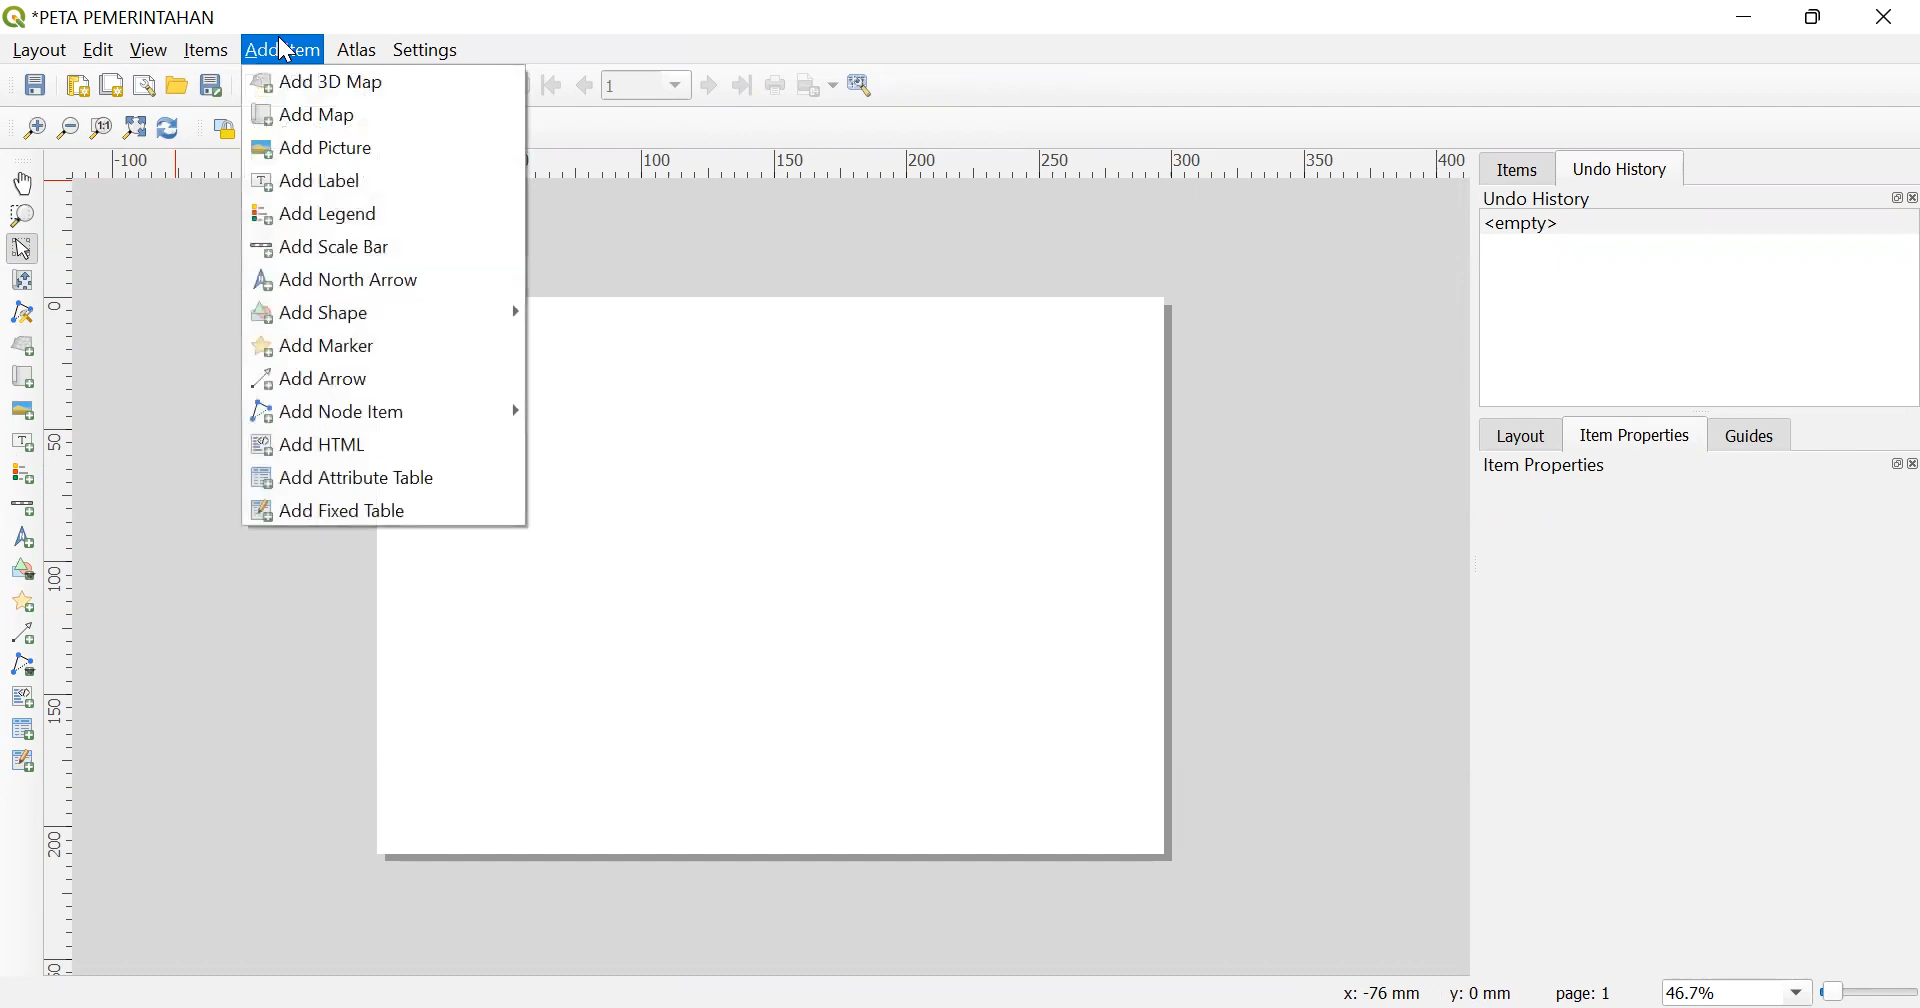 *PETA PEMERINTAHAN
Layout Edit View Items Add Item Atlas Settings
1
Add 3D Map
Add Map
Add Picture
Add Label
Add Legend
Add Scale Bar
Add North Arrow
Add Shape
Add Marker
Add Arrow
Add Node Item
Add HTML
Add Attribute Table
Add Fixed Table
-100 100 150 200 250 300 350 400
0
50
100
150
200
Items Undo History
Undo History
<empty>
Layout Item Properties Guides
Item Properties
x: -76 mm y: 0 mm page: 1 46.7%